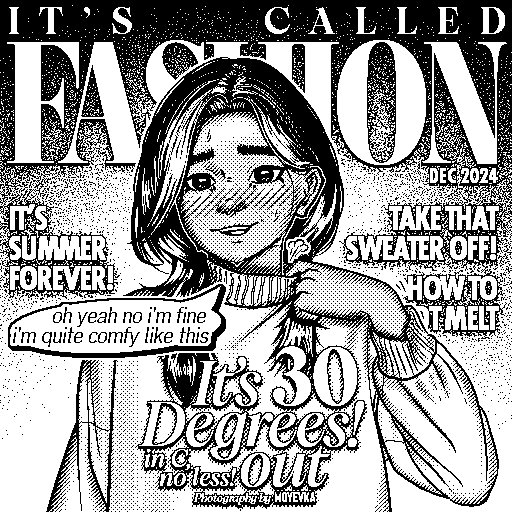 IT'S CALLED
FASHION
DEC 2024
IT'S
SUMMER
FOREVER!
TAKE THAT
SWEATER OFF!
HOW TO
MELT
oh yeah no i'm fine
i'm quite comfy like this
It's 30
Degrees!
in C,
no less!
out
Photography by MOYEVKA